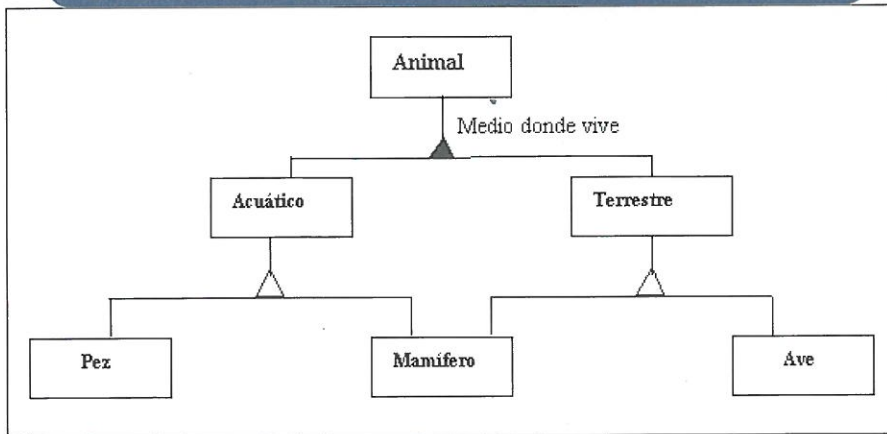 Animal
Medio donde vive
Acuático
Terrestre
Pez
Mamífero
Ave